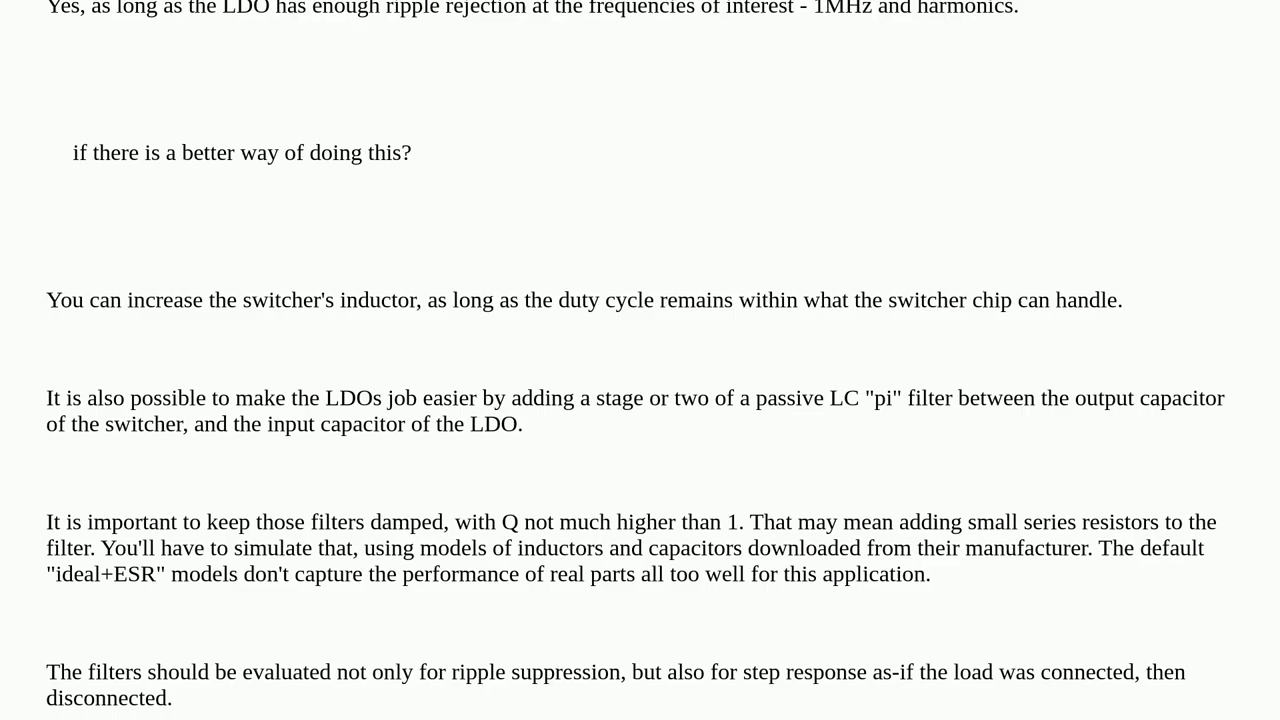 Yes, as long as the LDO has enough ripple rejection at the frequencies of interest - 1MHz and harmonics.
if there is a better way of doing this?
You can increase the switcher's inductor, as long as the duty cycle remains within what the switcher chip can handle.
It is also possible to make the LDOs job easier by adding a stage or two of a passive LC "pi" filter between the output capacitor
of the switcher, and the input capacitor of the LDO.
It is important to keep those filters damped, with Q not much higher than 1. That may mean adding small series resistors to the
filter. You'll have to simulate that, using models of inductors and capacitors downloaded from their manufacturer. The default
"ideal+ESR" models don't capture the performance of real parts all too well for this application.
The filters should be evaluated not only for ripple suppression, but also for step response as-if the load was connected, then
disconnected.